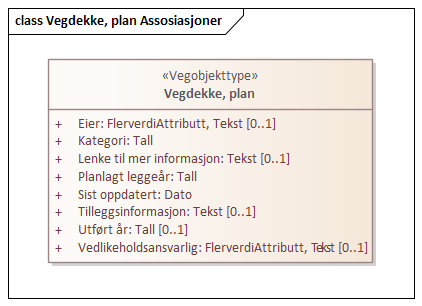 class Vegdekke, plan Assosiasjoner
«Vegobjekttype»
Vegdekke, plan
+ Eier: FlerverdiAttributt, Tekst [0..1]
+ Kategori: Tall
+ Lenke til mer informasjon: Tekst [0..1]
+ Planlagt leggeår: Tall
+ Sist oppdatert: Dato
+ Tilleggsinformasjon: Tekst [0..1]
+ Utført år: Tall [0..1]
+ Vedlikeholdsansvarlig: FlerverdiAttributt, Tekst [0..1]